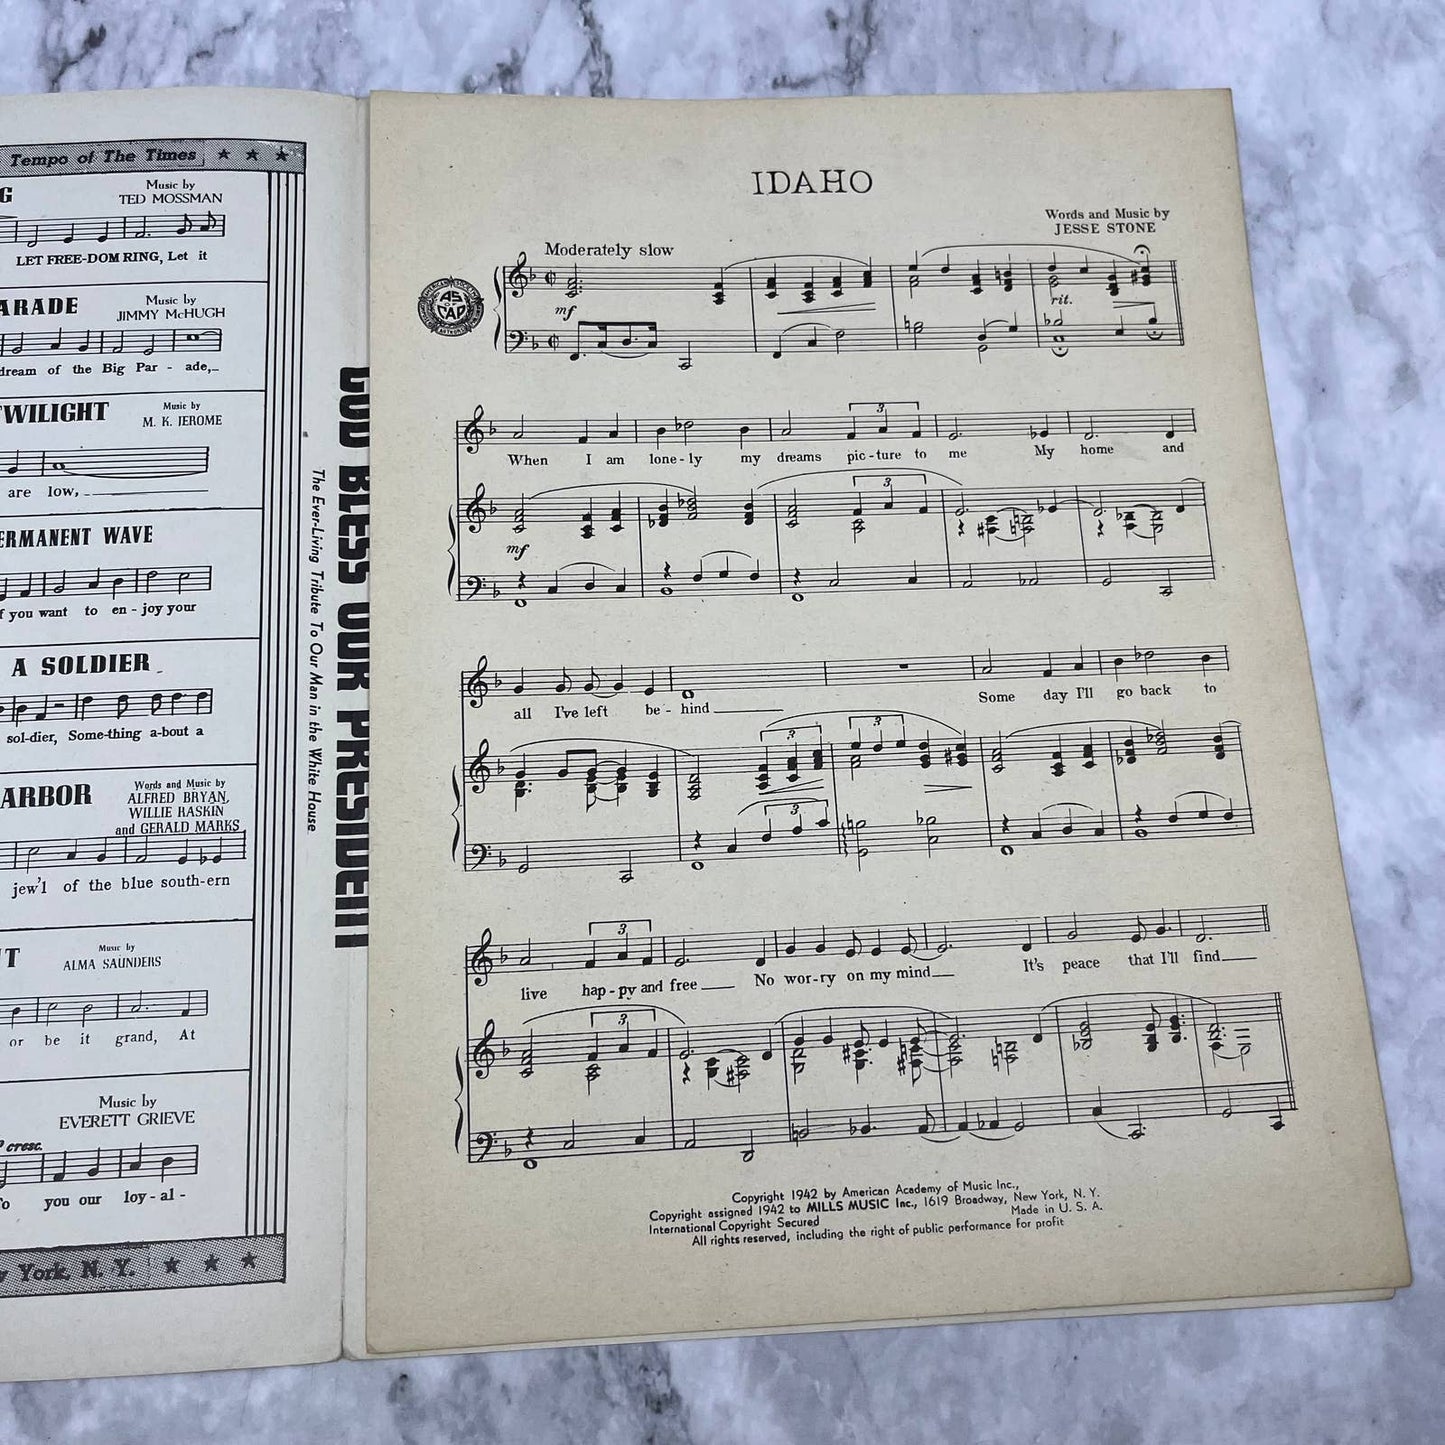 Tempo of The Times
G
Music by
TED MOSSMAN
LET FREE-DOM RING, Let it
ARADE
Music by
JIMMY McHUGH
dream of the Big Par - ade,
TWILIGHT
Music by
M. K. JEROME
are low,
ERMANENT WAVE
f you want to en - joy your
A SOLDIER
sol-dier, Some-thing a-bout a
ARBOR
Words and Music by
ALFRED BRYAN,
WILLIE RASKIN
and GERALD MARKS
jew'l of the blue south-ern
T
Music by
ALMA SAUNDERS
or be it grand, At
Music by
EVERETT GRIEVE
cresc.
To you our loy - al -
York, N. Y.
The Ever-Living Tribute To Our Man in the White House
GOD BLESS OUR PRESIDENT
IDAHO
Words and Music by
JESSE STONE
Moderately slow
ASCAP
mf
rit.
3
When I am lone - ly my dreams pic - ture to me My home and
3
mf
all I've left be - hind Some day I'll go back to
3 3
3
3
live hap - py and free No wor - ry on my mind It's peace that I'll find
3
Copyright 1942 by American Academy of Music Inc.,
Copyright assigned 1942 to MILLS MUSIC Inc., 1619 Broadway, New York, N. Y.
International Copyright Secured Made in U. S. A.
All rights reserved, including the right of public performance for profit